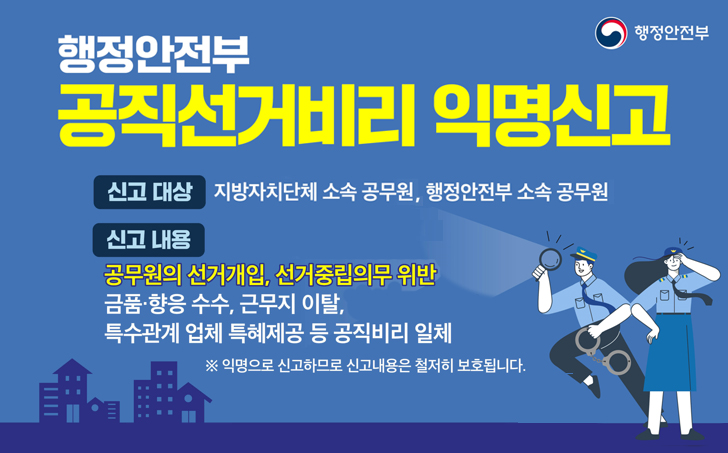 행정안전부
행정안전부
공직선거비리 익명신고
신고 대상 지방자치단체 소속 공무원, 행정안전부 소속 공무원
신고 내용
공무원의 선거개입, 선거중립의무 위반
금품·향응 수수, 근무지 이탈,
특수관계 업체 특혜제공 등 공직비리 일체
※ 익명으로 신고하므로 신고내용은 철저히 보호됩니다.